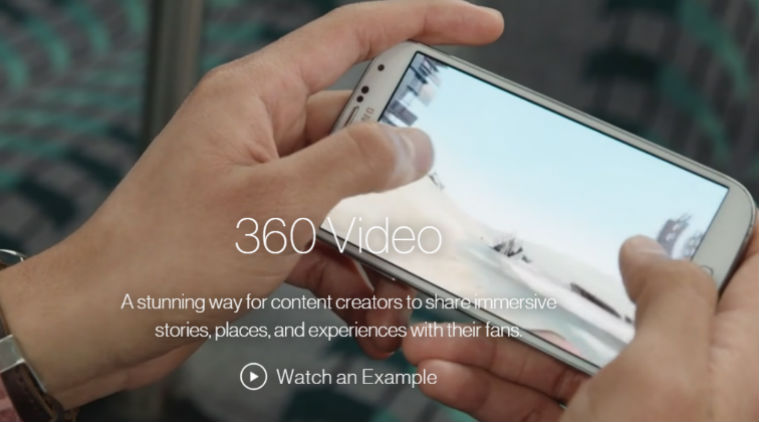 SAMSUNG
360 Video
A stunning way for content creators to share immersive
stories, places, and experiences with their fans.
Watch an Example